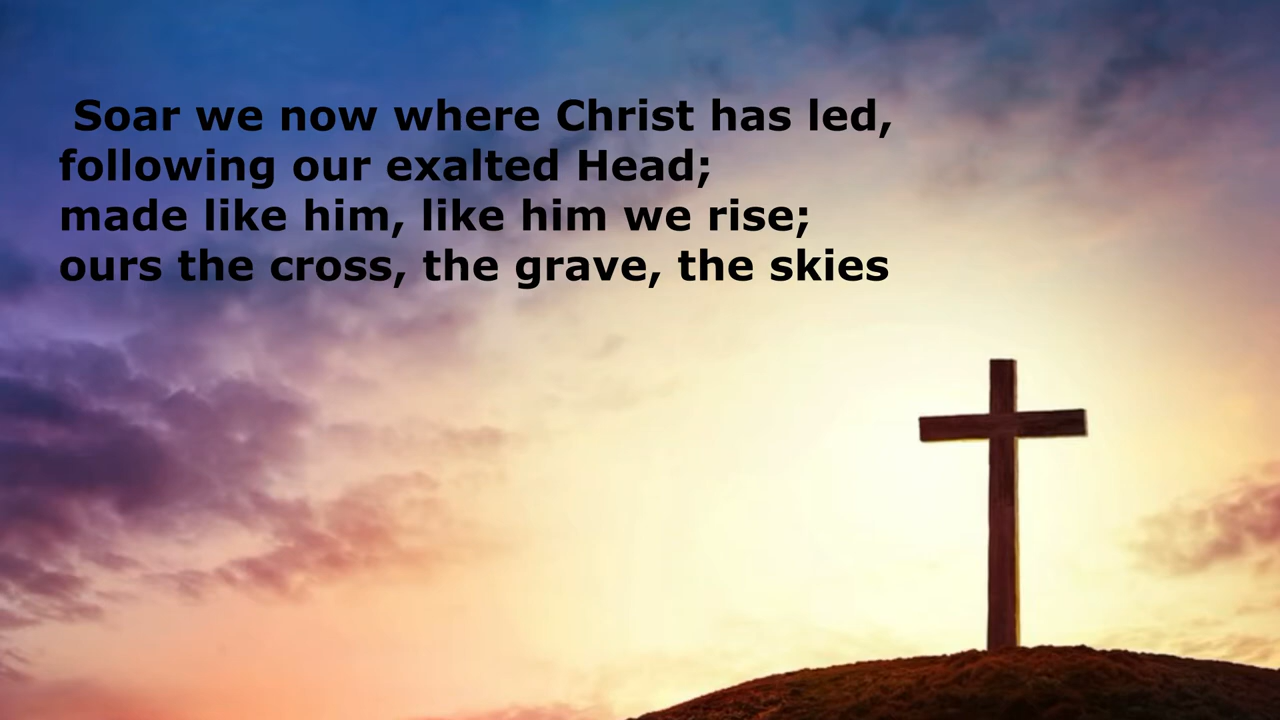 Soar we now where Christ has led,
following our exalted Head;
made like him, like him we rise;
ours the cross, the grave, the skies